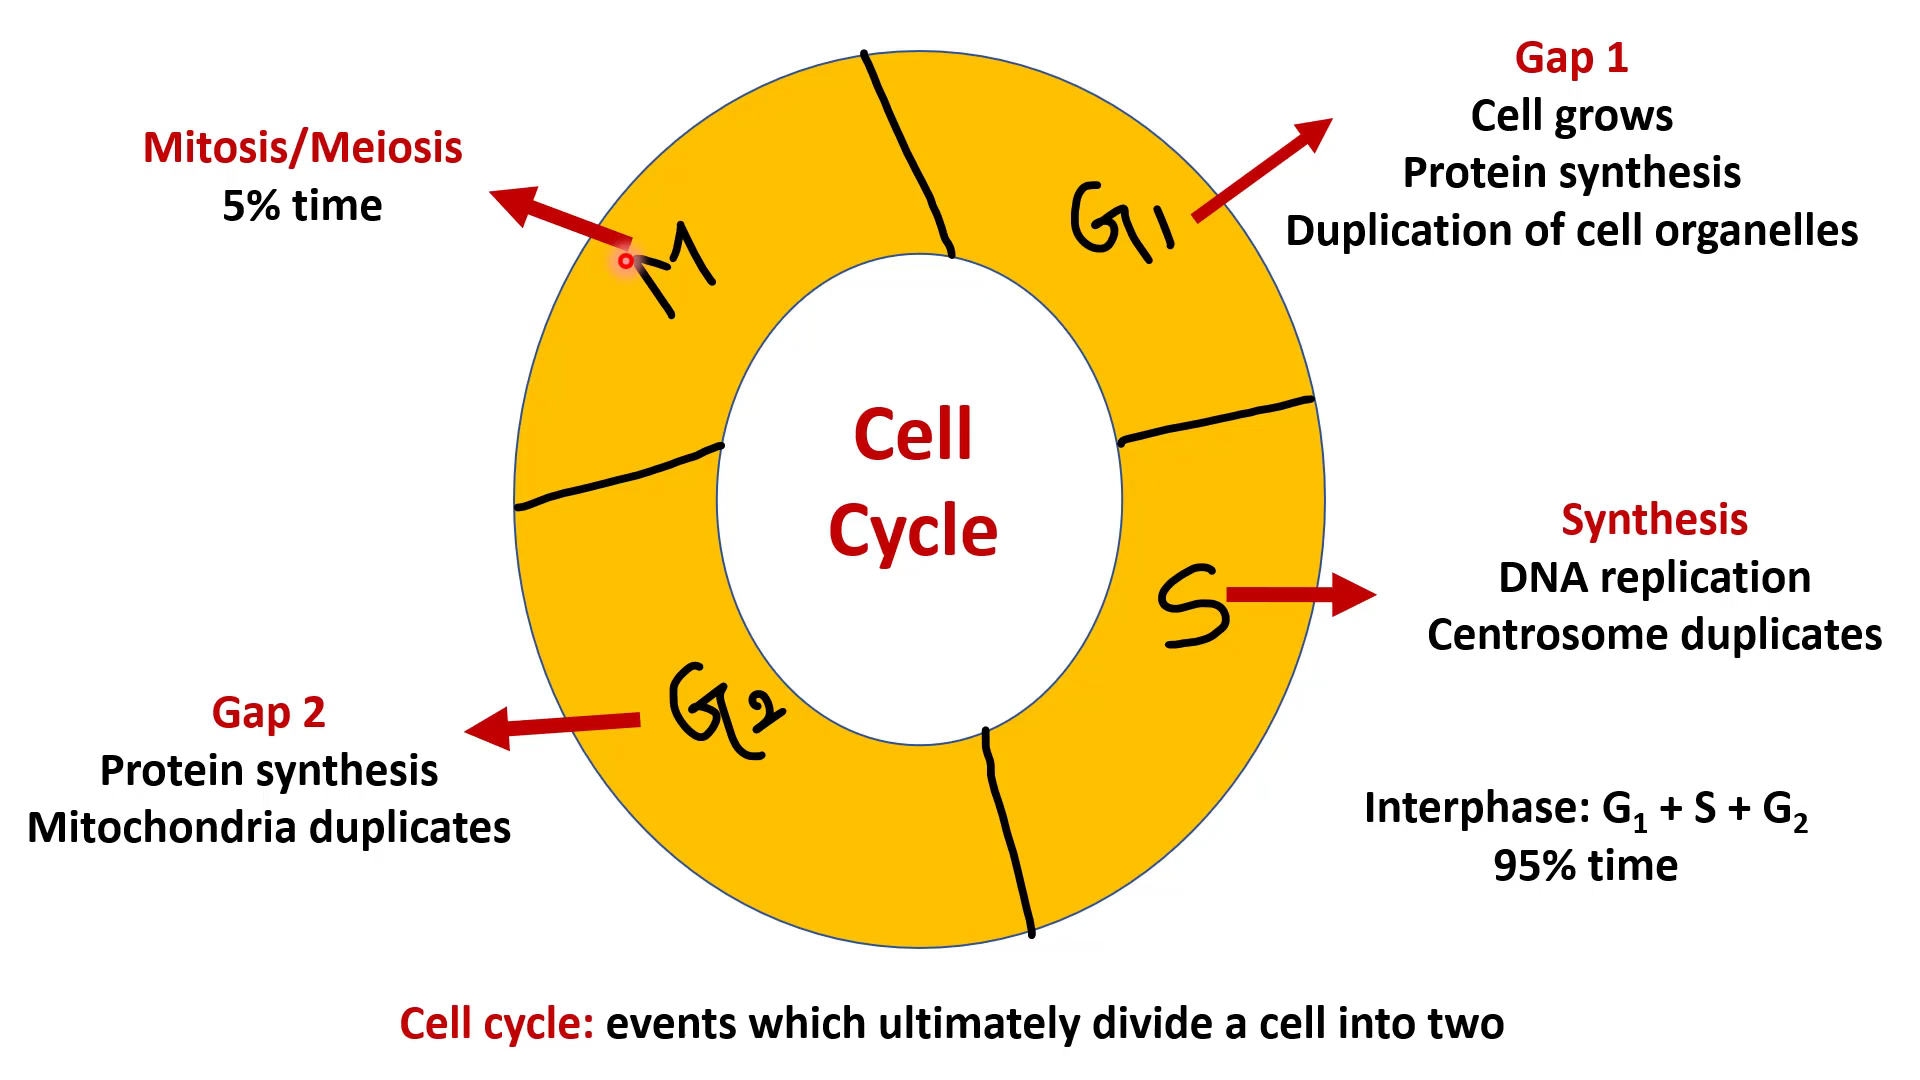 Gap 1
Cell grows
Protein synthesis
Duplication of cell organelles
Mitosis/Meiosis
5% time
M
G1
Cell
Cycle
S
Synthesis
DNA replication
Centrosome duplicates
G2
Gap 2
Protein synthesis
Mitochondria duplicates
Interphase: G₁ + S + G₂
95% time
Cell cycle: events which ultimately divide a cell into two